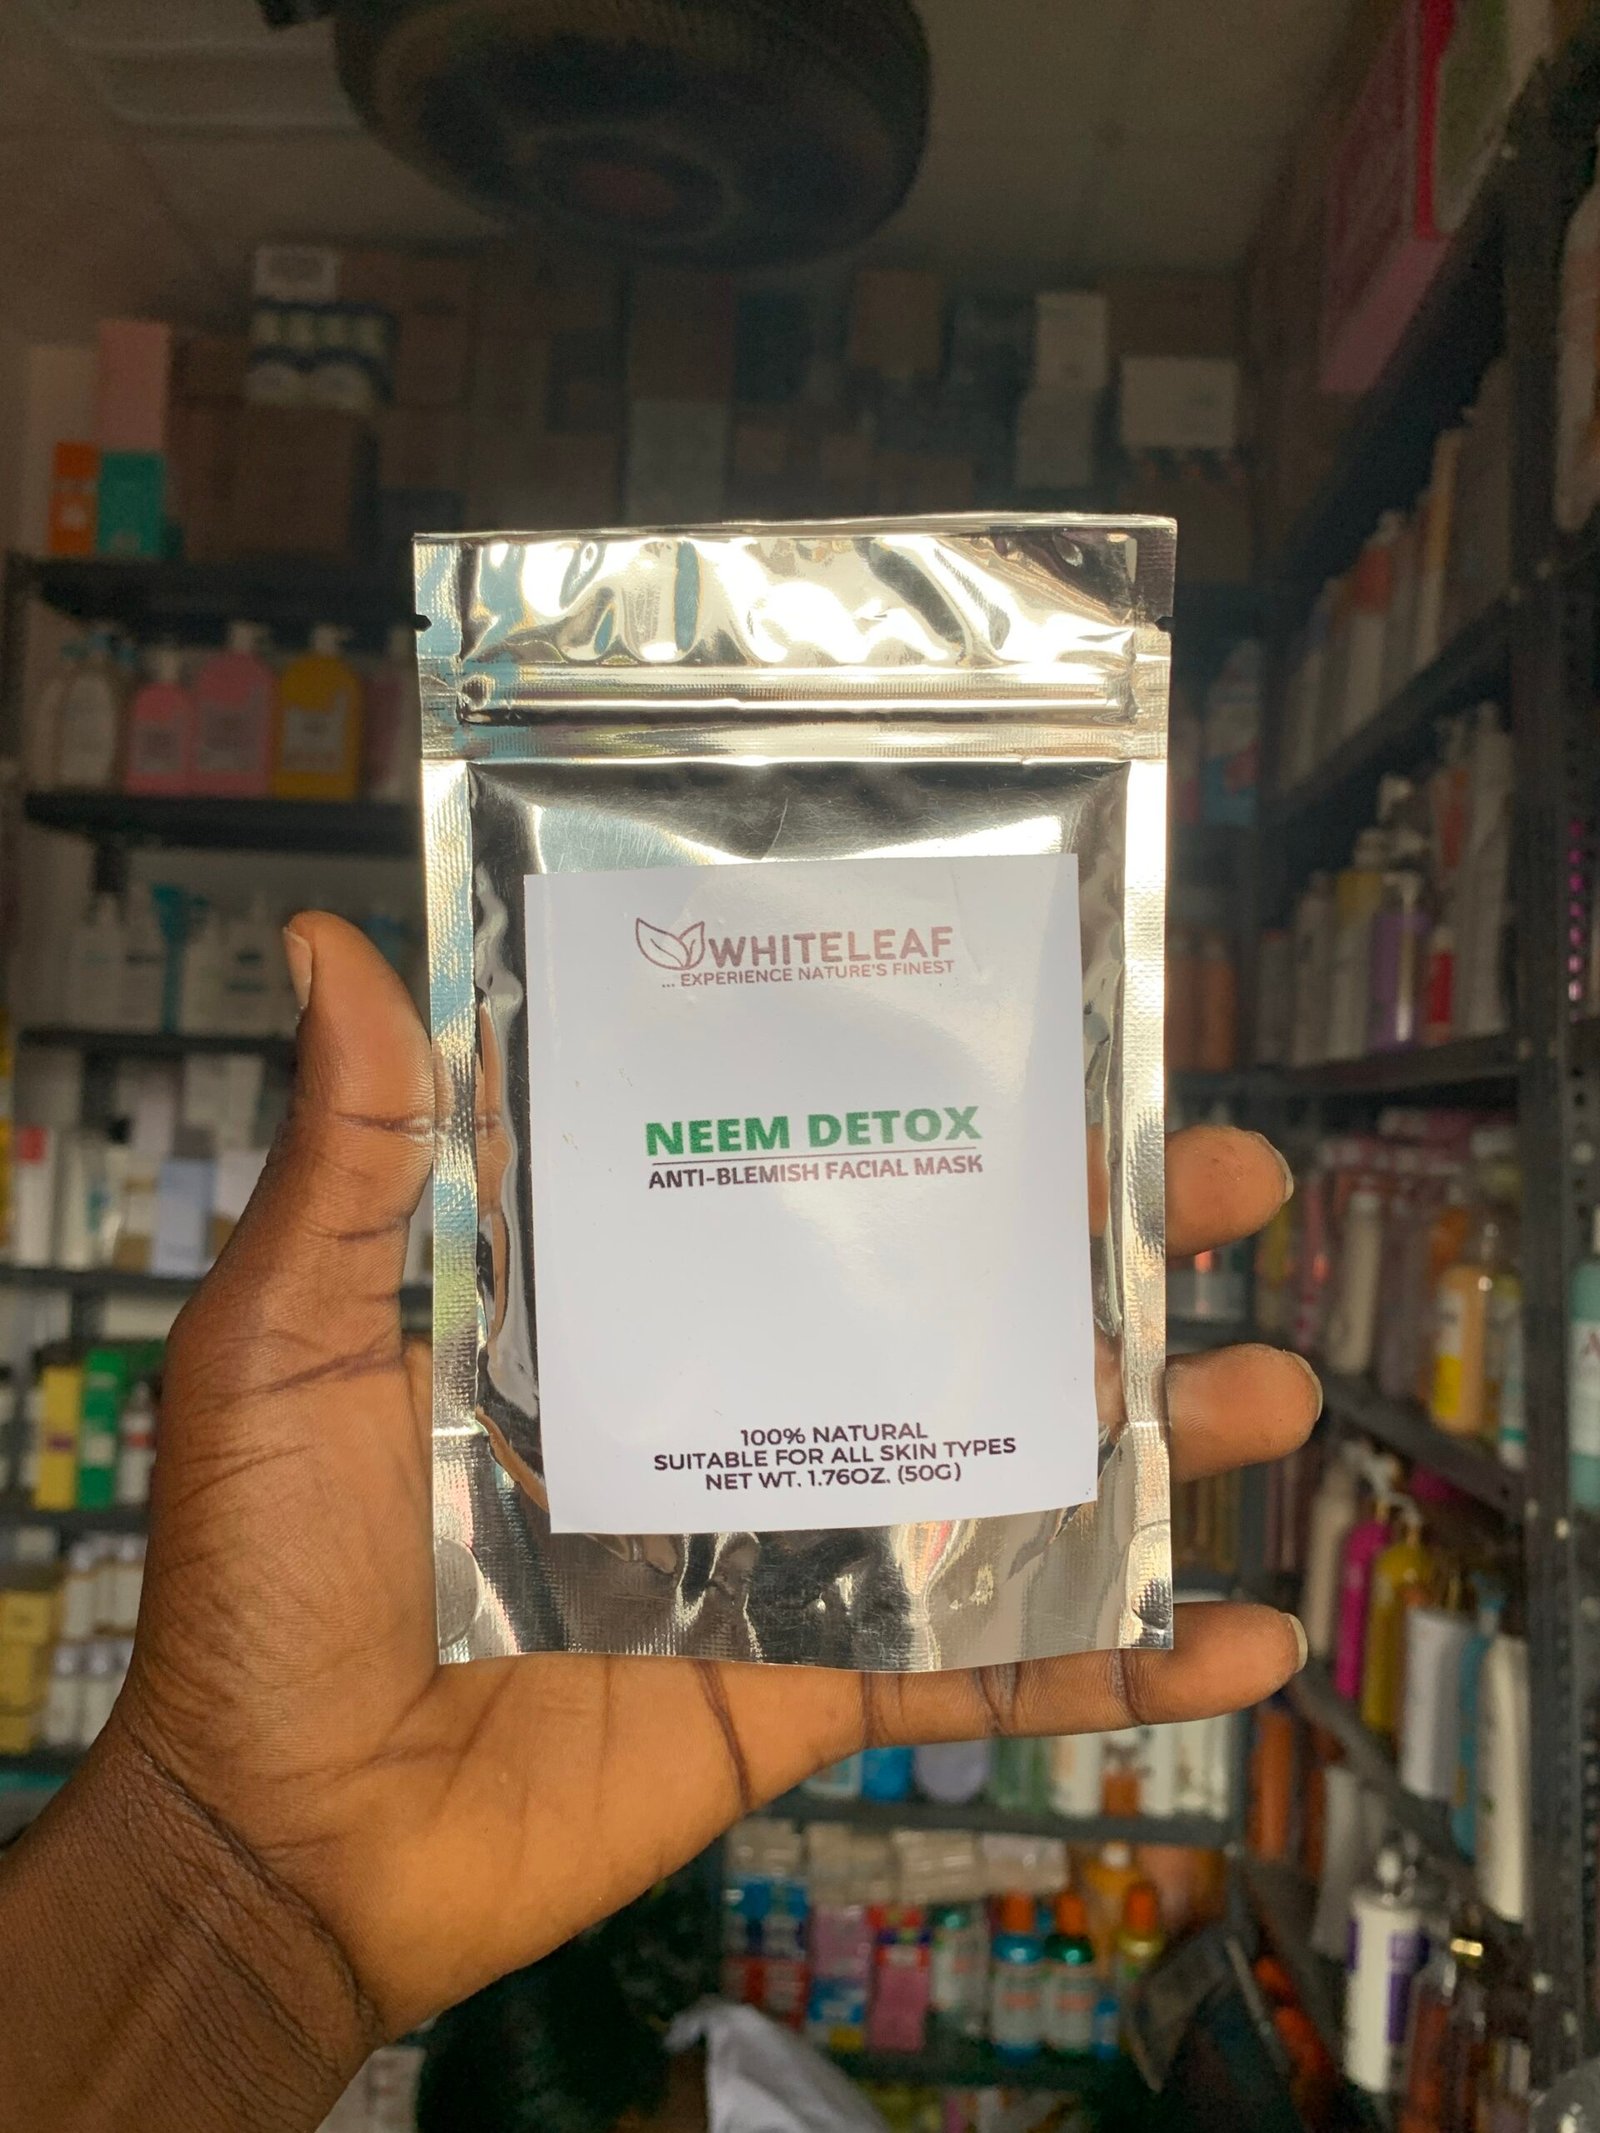 WHITELEAF
... EXPERIENCE NATURE'S FINEST
NEEM DETOX
ANTI-BLEMISH FACIAL MASK
100% NATURAL
SUITABLE FOR ALL SKIN TYPES
NET WT. 1.76OZ. (50G)